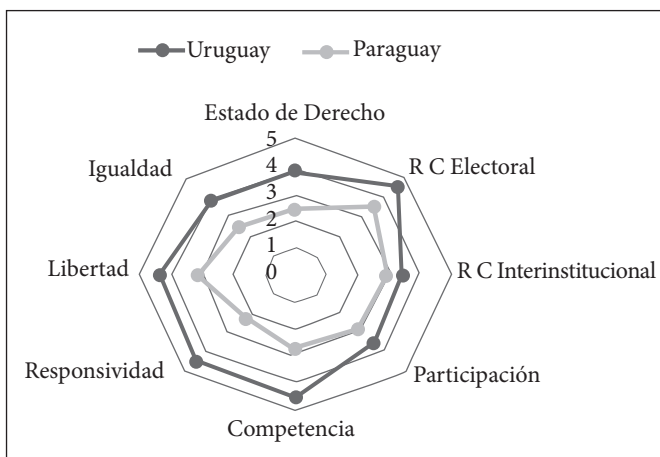 Uruguay Paraguay
Estado de Derecho
5
Igualdad 4 R C Electoral
3
2
1
Libertad 0 R C Interinstitucional
Responsividad Participación
Competencia